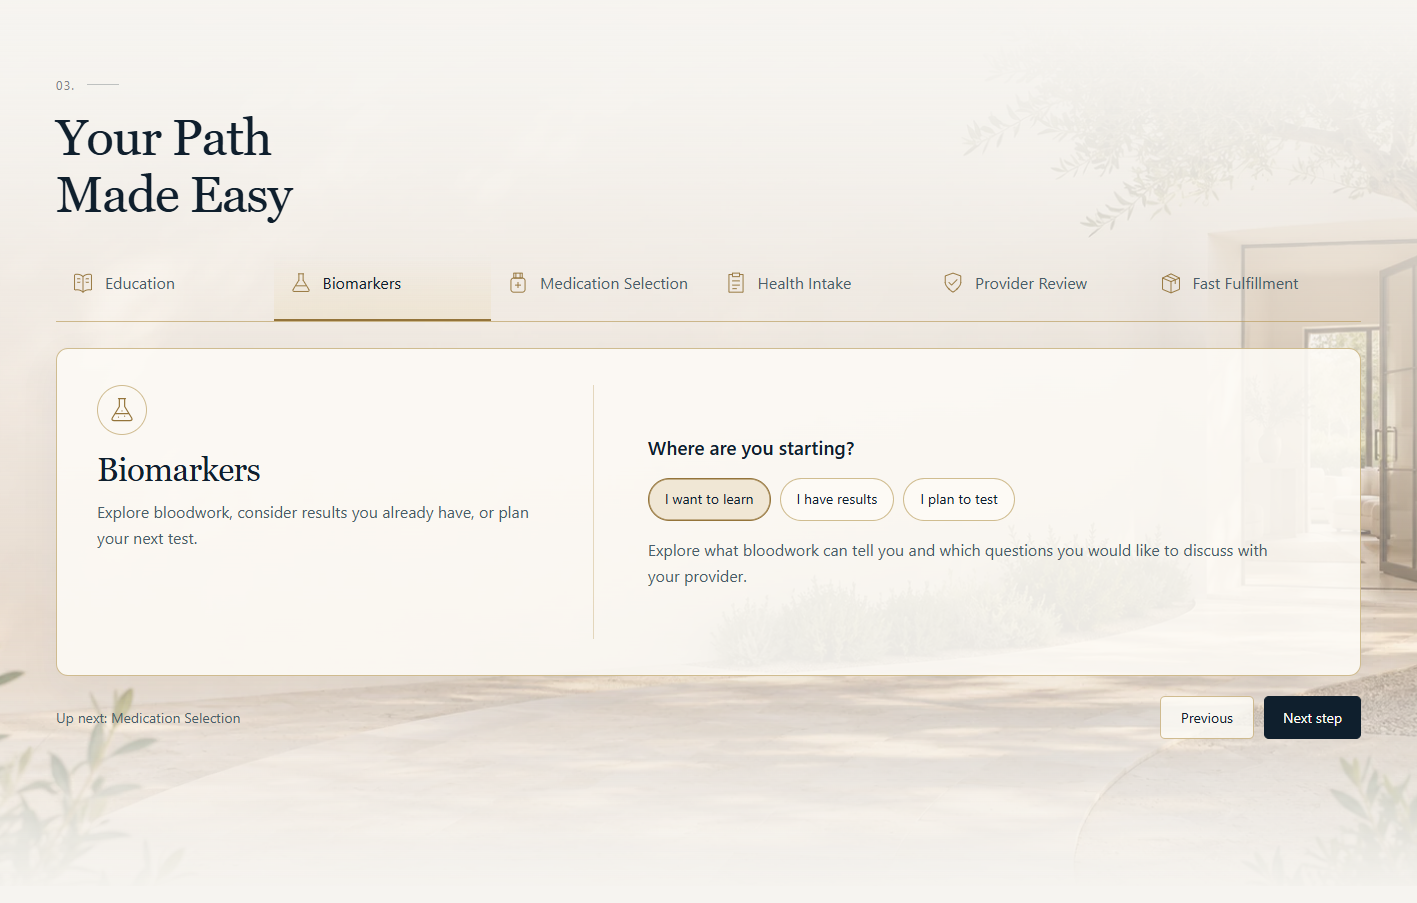 03.
Your Path
Made Easy
Education
Biomarkers
Medication Selection
Health Intake
Provider Review
Fast Fulfillment
Biomarkers
Explore bloodwork, consider results you already have, or plan
your next test.
Where are you starting?
I want to learn
I have results
I plan to test
Explore what bloodwork can tell you and which questions you would like to discuss with
your provider.
Up next: Medication Selection
Previous
Next step